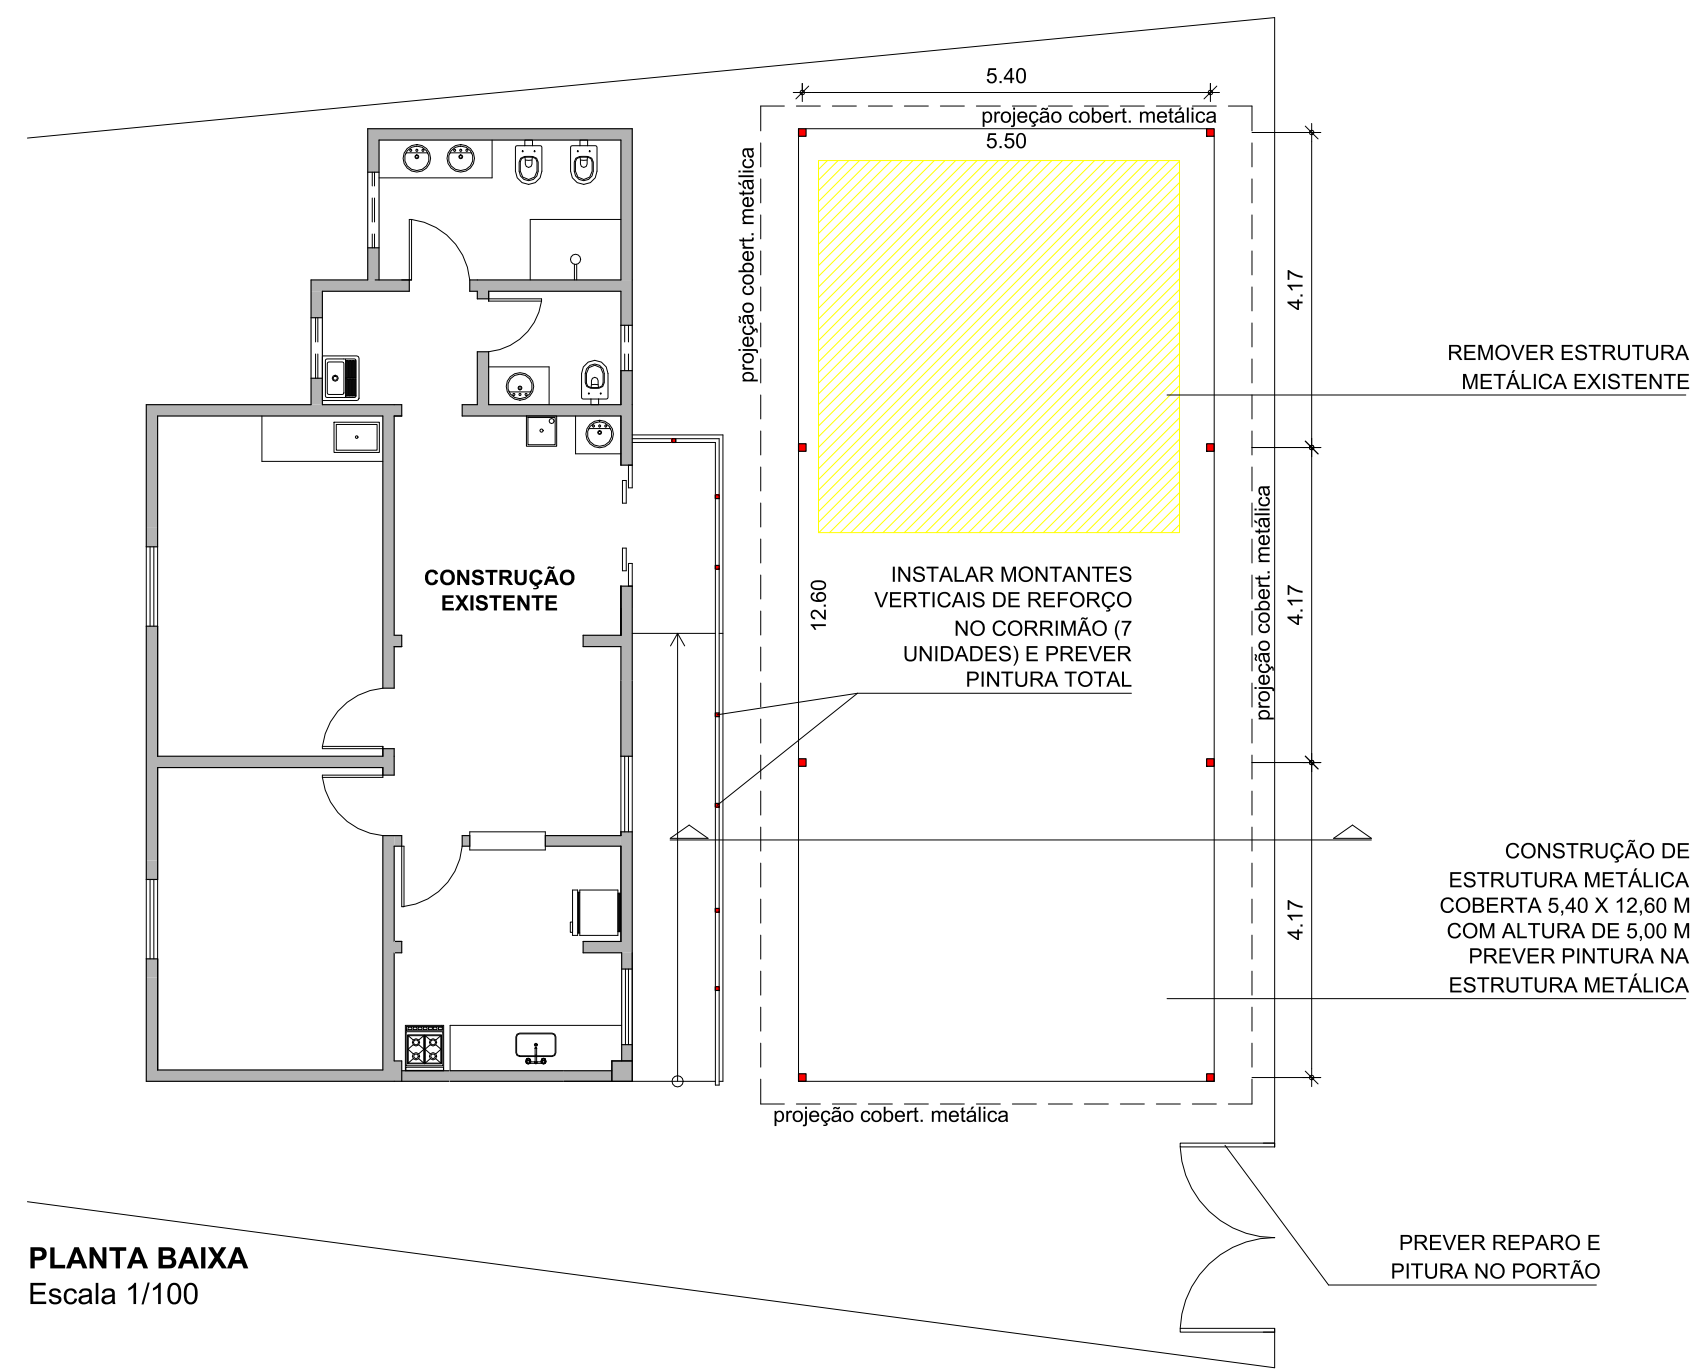 5.40
projeção cobert. metálica
5.50
projeção cobert. metálica
4.17
REMOVER ESTRUTURA
METÁLICA EXISTENTE
CONSTRUÇÃO
EXISTENTE
12.60
INSTALAR MONTANTES
VERTICAIS DE REFORÇO
NO CORRIMÃO (7
UNIDADES) E PREVER
PINTURA TOTAL
projeção cobert. metálica
4.17
CONSTRUÇÃO DE
ESTRUTURA METÁLICA
COBERTA 5,40 X 12,60 M
COM ALTURA DE 5,00 M
PREVER PINTURA NA
ESTRUTURA METÁLICA
4.17
projeção cobert. metálica
PREVER REPARO E
PITURA NO PORTÃO
PLANTA BAIXA
Escala 1/100